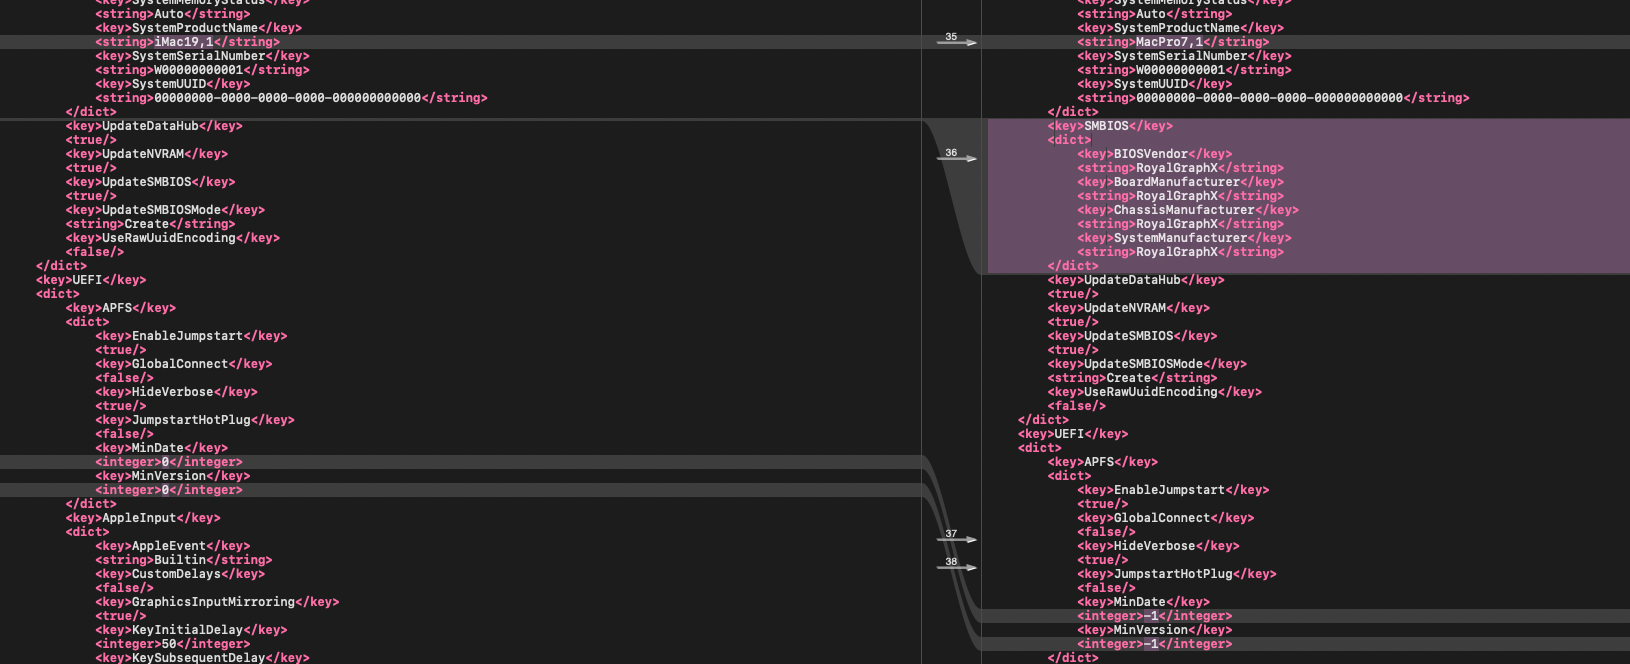 <key>SystemMemoryStatus</key>
<string>Auto</string>
<key>SystemProductName</key>
<string>iMac19,1</string>
<key>SystemSerialNumber</key>
<string>W00000000001</string>
<key>SystemUUID</key>
<string>00000000-0000-0000-0000-000000000000</string>
</dict>
<key>UpdateDataHub</key>
<true/>
<key>UpdateNVRAM</key>
<true/>
<key>UpdateSMBIOS</key>
<true/>
<key>UpdateSMBIOSMode</key>
<string>Create</string>
<key>UseRawUuidEncoding</key>
<false/>
</dict>
<key>UEFI</key>
<dict>
<key>APFS</key>
<dict>
<key>EnableJumpstart</key>
<true/>
<key>GlobalConnect</key>
<false/>
<key>HideVerbose</key>
<true/>
<key>JumpstartHotPlug</key>
<false/>
<key>MinDate</key>
<integer>0</integer>
<key>MinVersion</key>
<integer>0</integer>
</dict>
<key>AppleInput</key>
<dict>
<key>AppleEvent</key>
<string>Builtin</string>
<key>CustomDelays</key>
<false/>
<key>GraphicsInputMirroring</key>
<true/>
<key>KeyInitialDelay</key>
<integer>50</integer>
<key>KeySubsequentDelay</key>
35
36
37
38
<key>SystemMemoryStatus</key>
<string>Auto</string>
<key>SystemProductName</key>
<string>MacPro7,1</string>
<key>SystemSerialNumber</key>
<string>W00000000001</string>
<key>SystemUUID</key>
<string>00000000-0000-0000-0000-000000000000</string>
</dict>
<key>SMBIOS</key>
<dict>
<key>BIOSVendor</key>
<string>RoyalGraphX</string>
<key>BoardManufacturer</key>
<string>RoyalGraphX</string>
<key>ChassisManufacturer</key>
<string>RoyalGraphX</string>
<key>SystemManufacturer</key>
<string>RoyalGraphX</string>
</dict>
<key>UpdateDataHub</key>
<true/>
<key>UpdateNVRAM</key>
<true/>
<key>UpdateSMBIOS</key>
<true/>
<key>UpdateSMBIOSMode</key>
<string>Create</string>
<key>UseRawUuidEncoding</key>
<false/>
</dict>
<key>UEFI</key>
<dict>
<key>APFS</key>
<dict>
<key>EnableJumpstart</key>
<true/>
<key>GlobalConnect</key>
<false/>
<key>HideVerbose</key>
<true/>
<key>JumpstartHotPlug</key>
<false/>
<key>MinDate</key>
<integer>-1</integer>
<key>MinVersion</key>
<integer>-1</integer>
</dict>